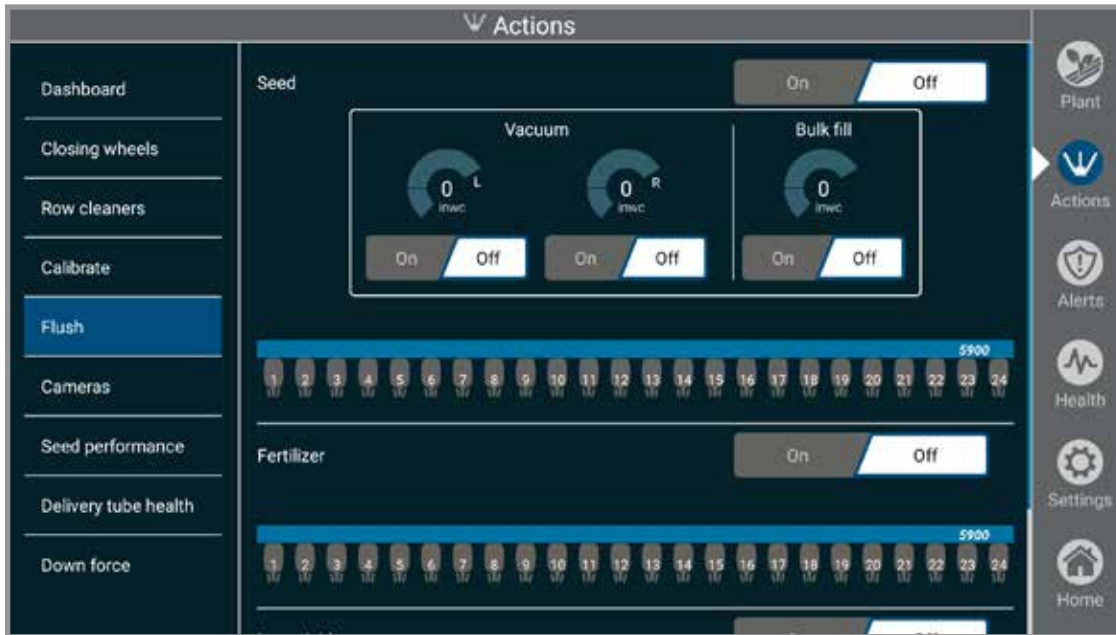 Actions
Dashboard
Closing wheels
Row cleaners
Calibrate
Flush
Cameras
Seed performance
Delivery tube health
Down force
Seed
On Off
Vacuum
Bulk fill
0 L
inwc
0 R
inwc
0
inwc
On Off
On Off
On Off
5900
1 2 3 4 5 6 7 8 9 10 11 12 13 14 15 16 17 18 19 20 21 22 23 24
Fertilizer
On Off
5900
1 2 3 4 5 6 7 8 9 10 11 12 13 14 15 16 17 18 19 20 21 22 23 24
Plant
Actions
Alerts
Health
Settings
Home